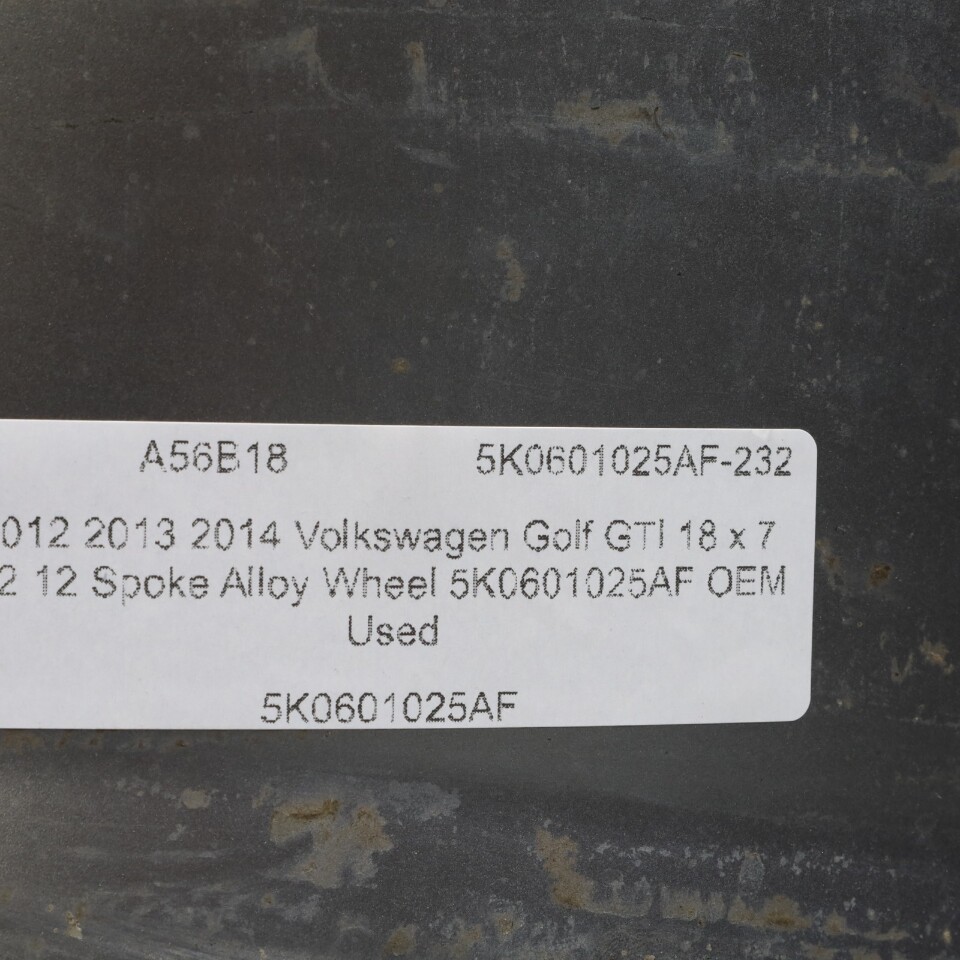 A56B18 5K0601025AF-232
012 2013 2014 Volkswagen Golf GTI 18 x 7
2 12 Spoke Alloy Wheel 5K0601025AF OEM
Used
5K0601025AF